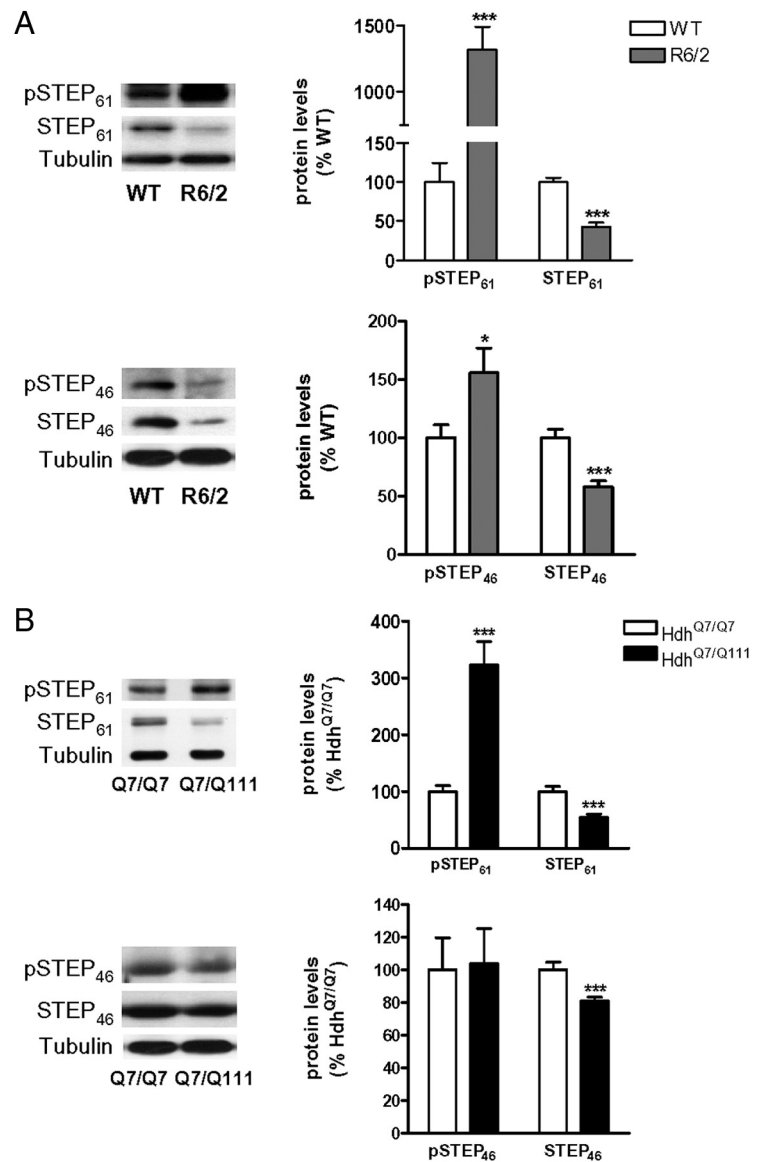 A
pSTEP61
STEP61
Tubulin
WT R6/2
protein levels
(% WT)
1500
1000
150
100
50
0
***
***
pSTEP61 STEP61
WT
R6/2
pSTEP46
STEP46
Tubulin
WT R6/2
protein levels
(% WT)
200
150
100
50
0
*
***
pSTEP46 STEP46
B
pSTEP61
STEP61
Tubulin
Q7/Q7 Q7/Q111
protein levels
(% HdhQ7/Q7)
400
300
200
100
0
***
***
pSTEP61 STEP61
HdhQ7/Q7
HdhQ7/Q111
pSTEP46
STEP46
Tubulin
Q7/Q7 Q7/Q111
protein levels
(% HdhQ7/Q7)
140
120
100
80
60
40
20
0
***
pSTEP46 STEP46